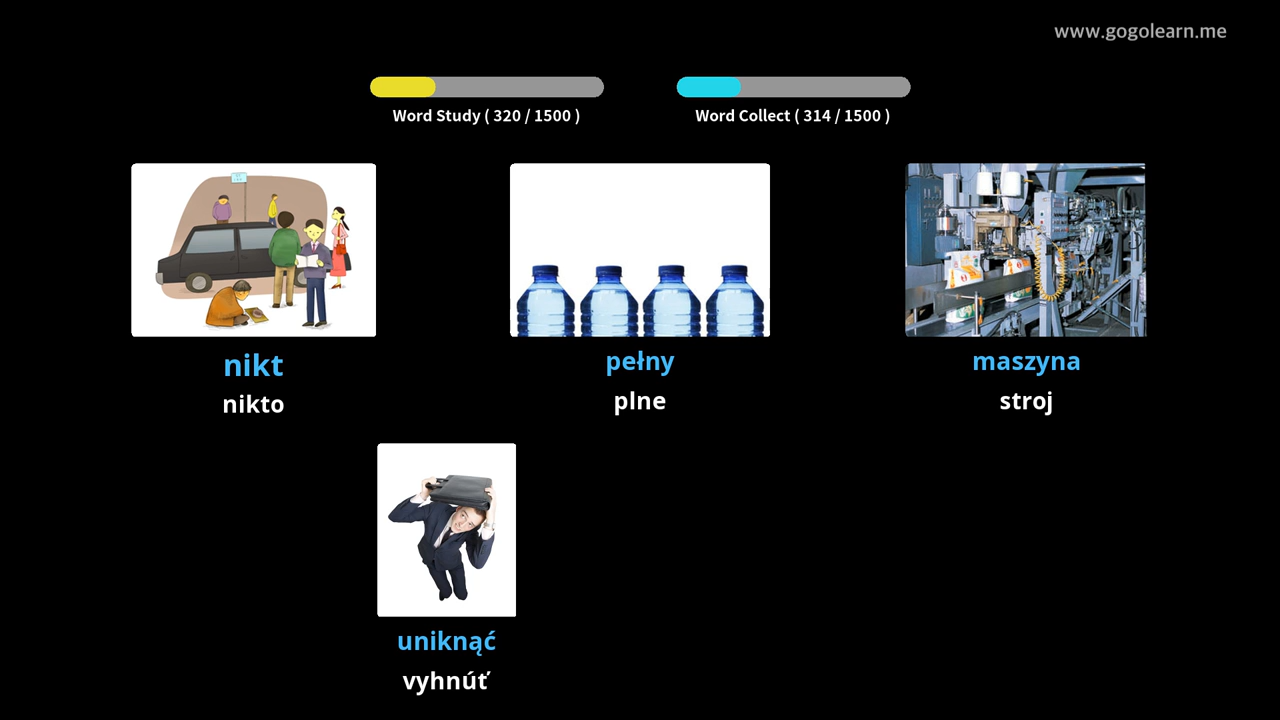 www.gogolearn.me
Word Study ( 320 / 1500 )
Word Collect ( 314 / 1500 )
nikt
nikto
pełny
plne
maszyna
stroj
uniknąć
vyhnúť